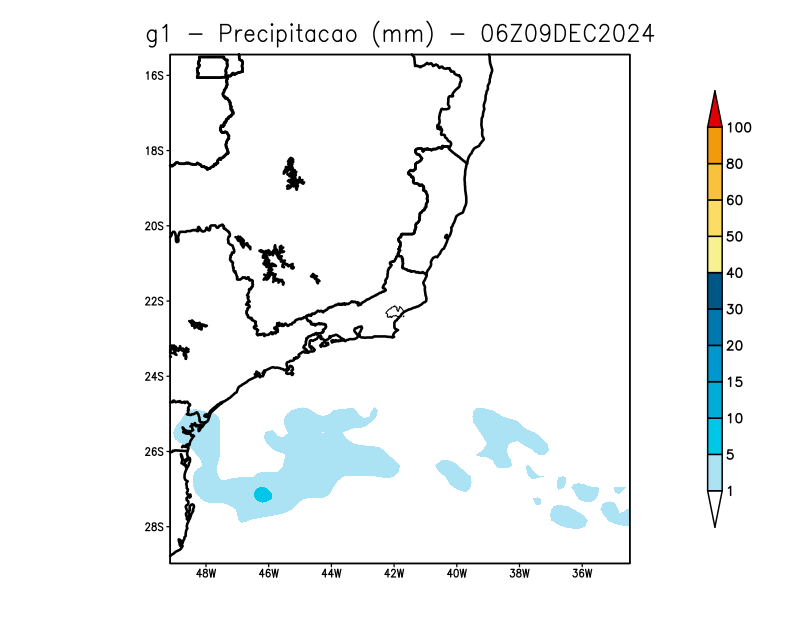 g1 – Precipitacao (mm) – 06Z09DEC2024
16S
18S
20S
22S
24S
26S
28S
48W 46W 44W 42W 40W 38W 36W
100
80
60
50
40
30
20
15
10
5
1